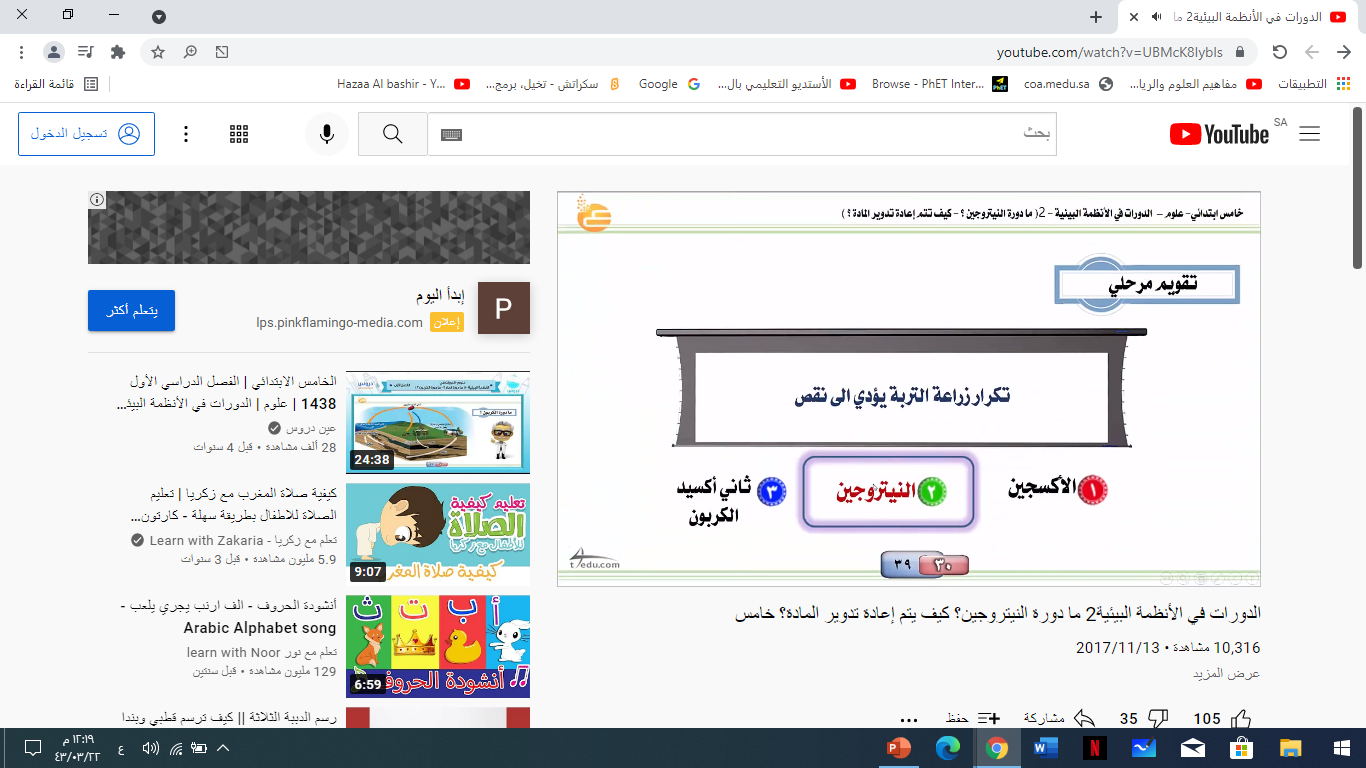 الدورات في الأنظمة البيئية2 ما
youtube.com/watch?v=UBMcK8lybls
التطبيقات
مفاهيم العلوم والريا...
coa.medu.sa
Browse - PhET Inter...
الأستديو التعليمي بال...
Google
سكراتش - تخيل، برمج...
Hazaa Al bashir - Y...
قائمة القراءة
YouTube SA
بحث
تسجيل الدخول
خامس ابتدائي- علوم – الدورات في الأنظمة البيئية – 2( ما دورة النيتروجين ؟ – كيف تتم إعادة تدوير المادة ؟ )
تقويم مرحلي
تكرار زراعة التربة يؤدي الى نقص
١ الأكسجين
٢ النيتروجين
٣ ثاني أكسيد
الكربون
٣٠ ٣٩
t4edu.com
الدورات في الأنظمة البيئية2 ما دورة النيتروجين؟ كيف يتم إعادة تدوير المادة؟ خامس
10,316 مشاهدة • 2017/11/13
عرض المزيد
105
35
مشاركة
حفظ
P
إبدأ اليوم
إعلان lps.pinkflamingo-media.com
يتعلم أكثر
الخامس الابتدائي | الفصل الدراسي الأول
1438 | علوم | الدورات في الأنظمة البيئ...
عين دروس
28 ألف مشاهدة • قبل 4 سنوات
ما دورة الكربون ؟
24:38
كيفية صلاة المغرب مع زكريا | تعليم
الصلاة للاطفال بطريقة سهلة - كارتون...
تعلم مع زكريا - Learn with Zakaria
5.9 مليون مشاهدة • قبل 3 سنوات
تعليم كيفية
الصلاة
للأطفال مع زكريا
كيفية صلاة المغر
9:07
أنشودة الحروف - الف ارنب يجري يلعب -
Arabic Alphabet song
تعلم مع نور learn with Noor
129 مليون مشاهدة • قبل سنتين
أ ب ت ث
أنشودة الحروف
6:59
رسم الدببة الثلاثة || كيف ترسم قطبي وبندا
١٢:١٩ م
٤٣/٠٣/٢٢
ع